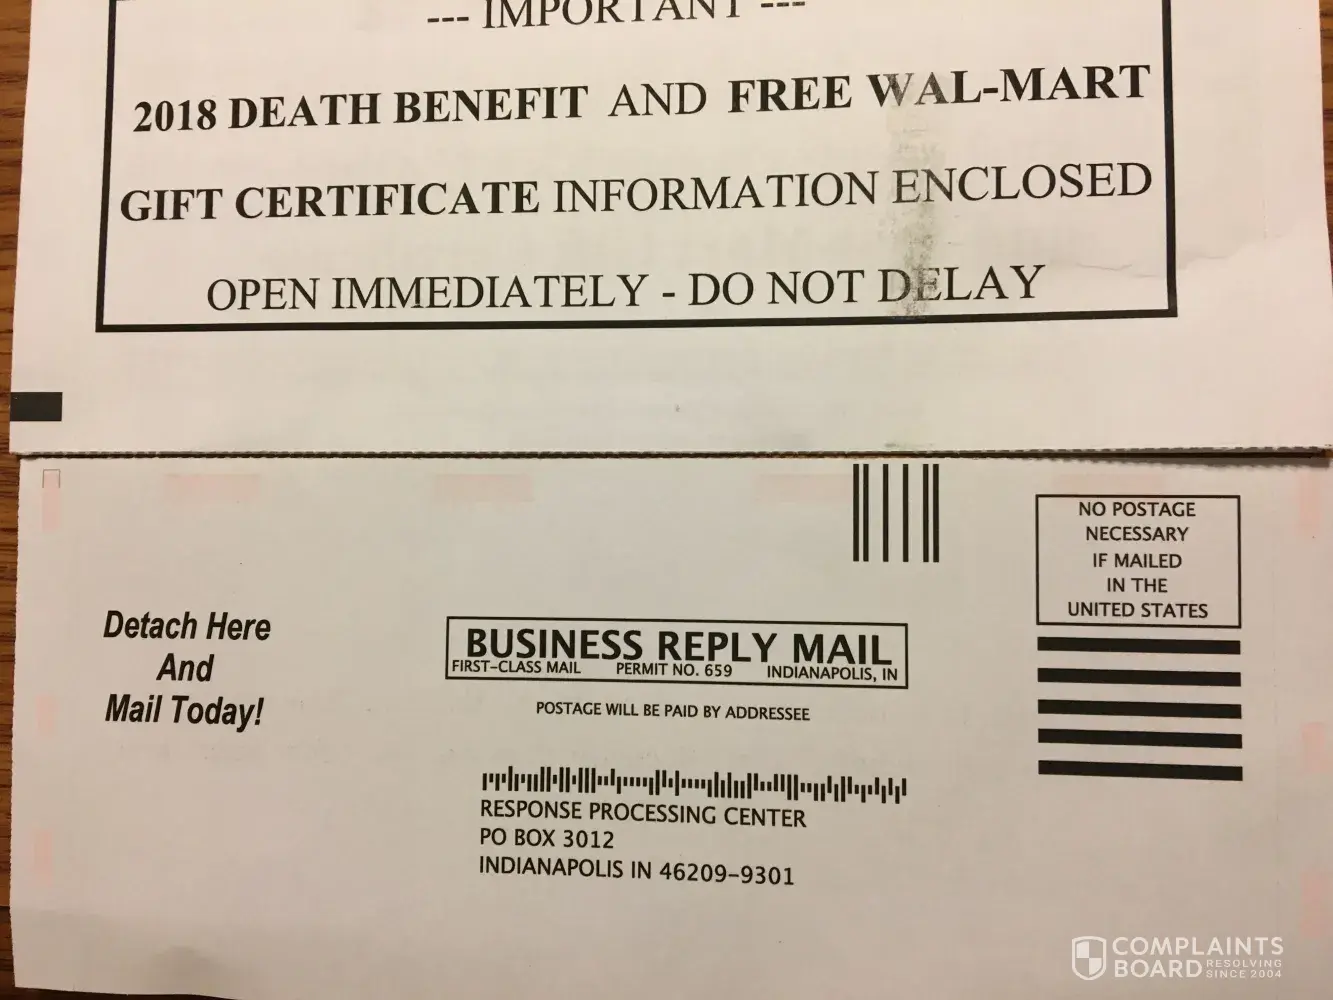 --- IMPORTANT ---
2018 DEATH BENEFIT AND FREE WAL-MART
GIFT CERTIFICATE INFORMATION ENCLOSED
OPEN IMMEDIATELY - DO NOT DELAY
NO POSTAGE
NECESSARY
IF MAILED
IN THE
UNITED STATES
Detach Here
And
Mail Today!
BUSINESS REPLY MAIL
FIRST-CLASS MAIL PERMIT NO. 659 INDIANAPOLIS, IN
POSTAGE WILL BE PAID BY ADDRESSEE
RESPONSE PROCESSING CENTER
PO BOX 3012
INDIANAPOLIS IN 46209-9301
COMPLAINTS
BOARD RESOLVING
SINCE 2004